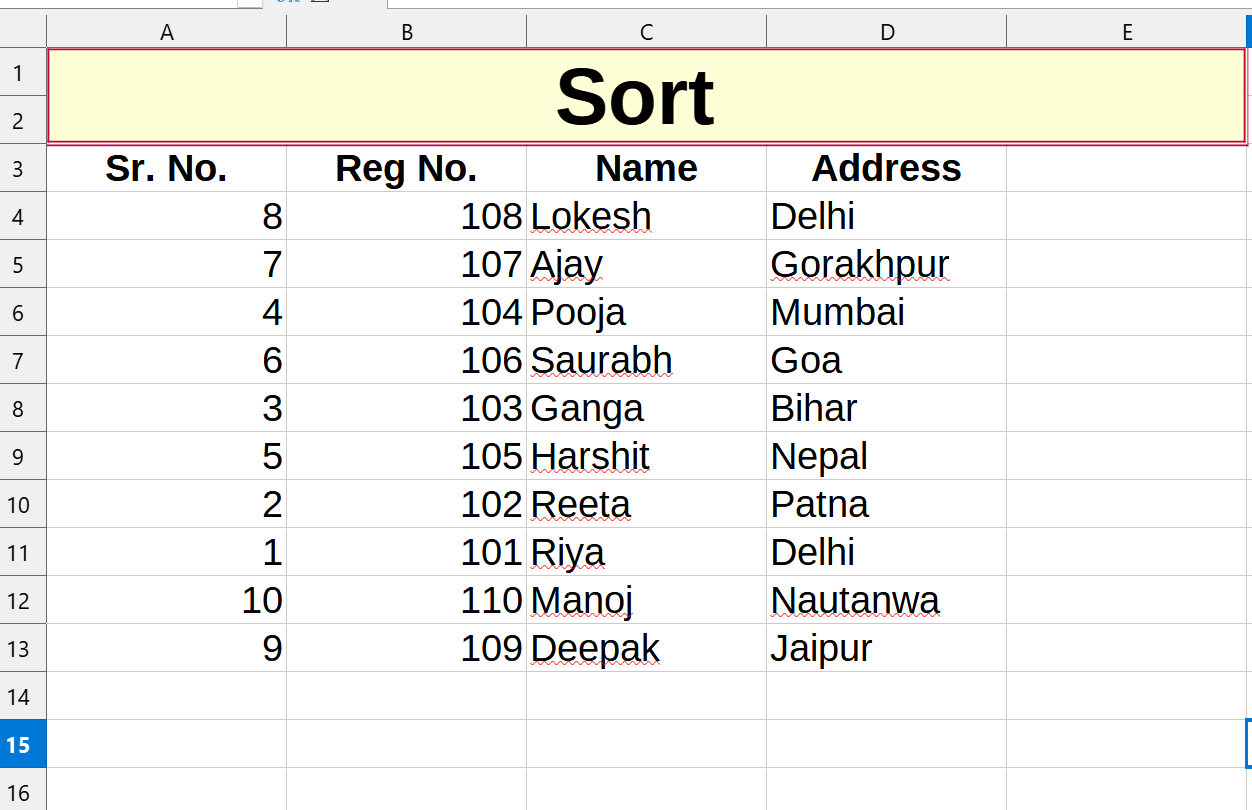 A B C D E
1 Sort
2
3 Sr. No. Reg No. Name Address
4 8 108 Lokesh Delhi
5 7 107 Ajay Gorakhpur
6 4 104 Pooja Mumbai
7 6 106 Saurabh Goa
8 3 103 Ganga Bihar
9 5 105 Harshit Nepal
10 2 102 Reeta Patna
11 1 101 Riya Delhi
12 10 110 Manoj Nautanwa
13 9 109 Deepak Jaipur
14
15
16